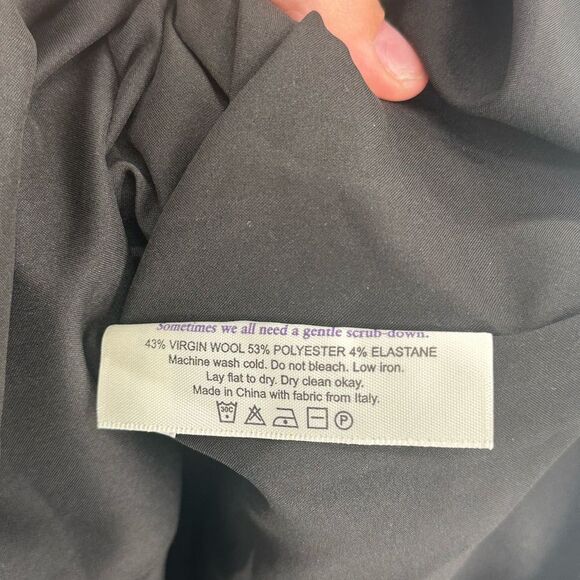 Sometimes we all need a gentle scrub-down.
43% VIRGIN WOOL 53% POLYESTER 4% ELASTANE
Machine wash cold. Do not bleach. Low iron.
Lay flat to dry. Dry clean okay.
Made in China with fabric from Italy.
30C P